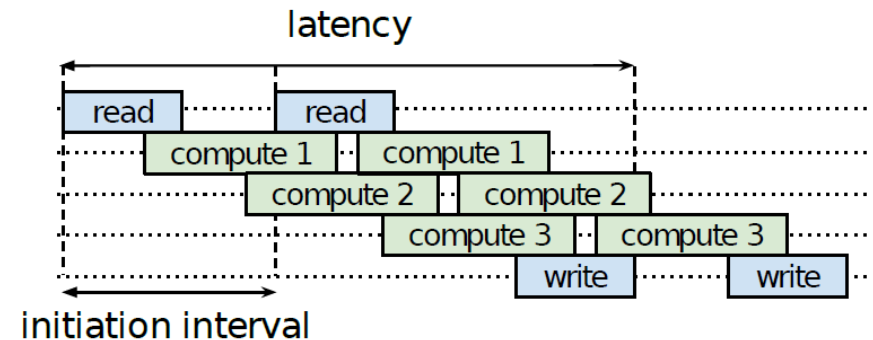 latency
read read
compute 1 compute 1
compute 2 compute 2
compute 3 compute 3
write write
initiation interval